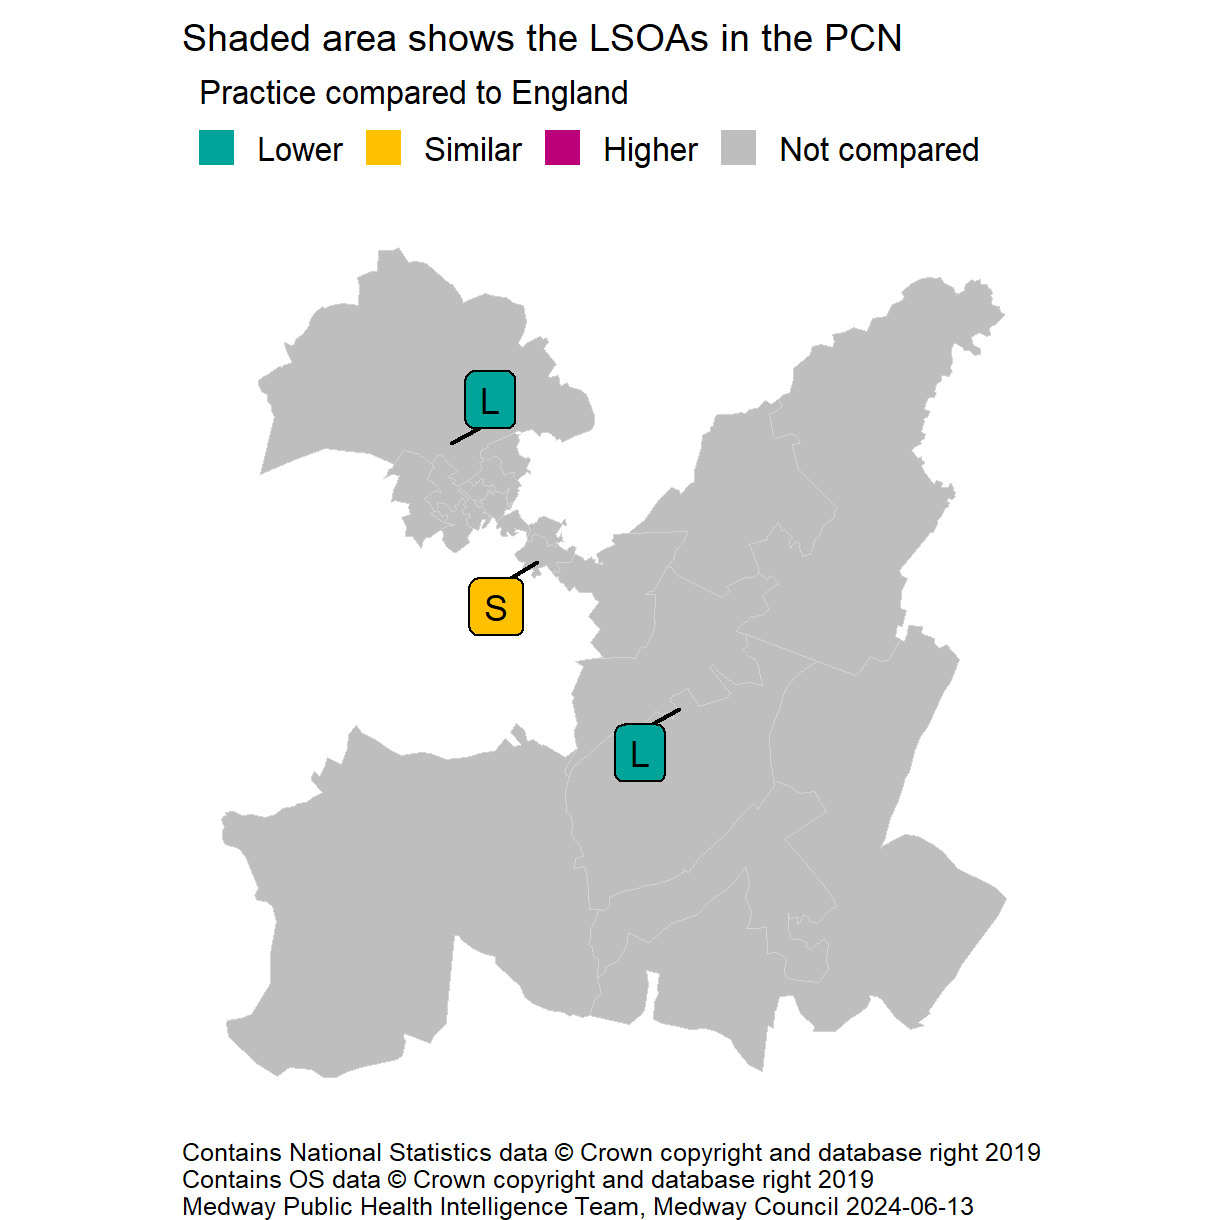 Shaded area shows the LSOAs in the PCN
Practice compared to England
Lower Similar Higher Not compared
L
S
L
Contains National Statistics data © Crown copyright and database right 2019
Contains OS data © Crown copyright and database right 2019
Medway Public Health Intelligence Team, Medway Council 2024-06-13